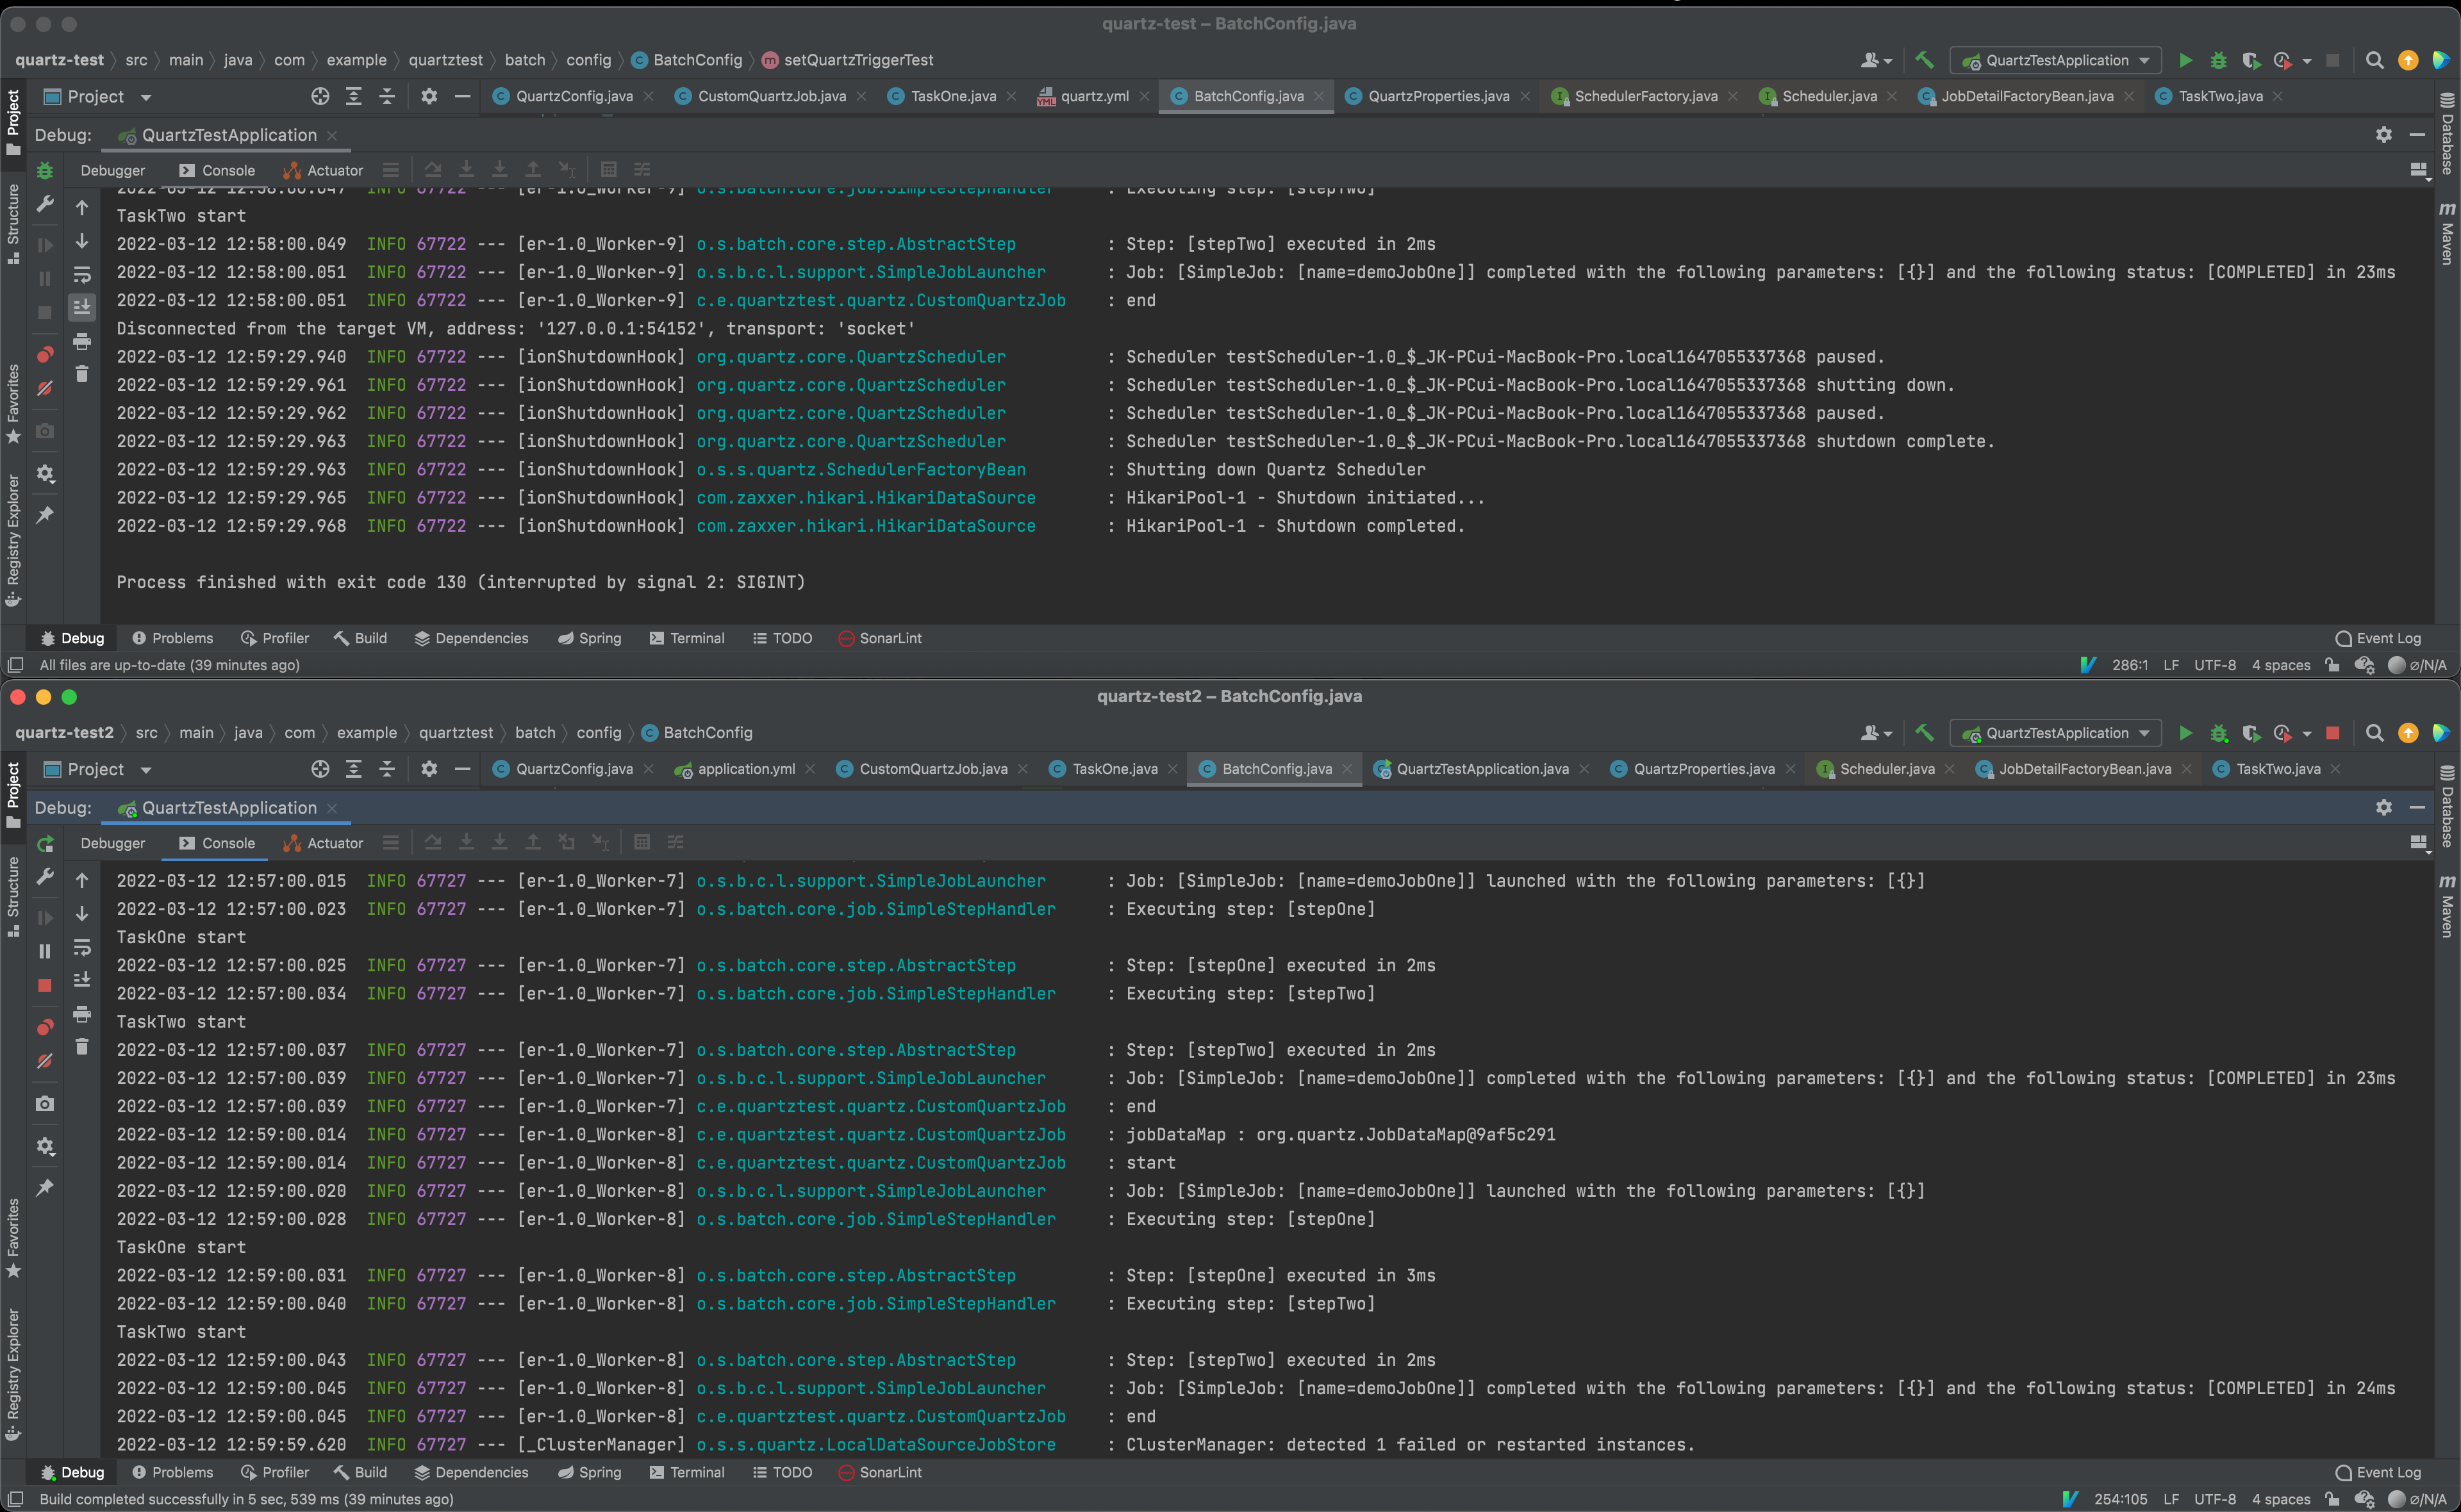 quartz-test – BatchConfig.java
quartz-test src main java com example quartztest batch config BatchConfig setQuartzTriggerTest QuartzTestApplication
Project QuartzConfig.java CustomQuartzJob.java TaskOne.java quartz.yml BatchConfig.java QuartzProperties.java SchedulerFactory.java Scheduler.java JobDetailFactoryBean.java TaskTwo.java
Debug: QuartzTestApplication
Debugger Console Actuator
2022-03-12 12:58:00.047 INFO 67722 --- [er-1.0_Worker-9] o.s.batch.core.job.SimpleStepHandler : Executing step: [stepTwo]
TaskTwo start
2022-03-12 12:58:00.049 INFO 67722 --- [er-1.0_Worker-9] o.s.batch.core.step.AbstractStep : Step: [stepTwo] executed in 2ms
2022-03-12 12:58:00.051 INFO 67722 --- [er-1.0_Worker-9] o.s.b.c.l.support.SimpleJobLauncher : Job: [SimpleJob: [name=demoJobOne]] completed with the following parameters: [{}] and the following status: [COMPLETED] in 23ms
2022-03-12 12:58:00.051 INFO 67722 --- [er-1.0_Worker-9] c.e.quartztest.quartz.CustomQuartzJob : end
Disconnected from the target VM, address: '127.0.0.1:54152', transport: 'socket'
2022-03-12 12:59:29.940 INFO 67722 --- [ionShutdownHook] org.quartz.core.QuartzScheduler : Scheduler testScheduler-1.0_$_JK-PCui-MacBook-Pro.local1647055337368 paused.
2022-03-12 12:59:29.961 INFO 67722 --- [ionShutdownHook] org.quartz.core.QuartzScheduler : Scheduler testScheduler-1.0_$_JK-PCui-MacBook-Pro.local1647055337368 shutting down.
2022-03-12 12:59:29.962 INFO 67722 --- [ionShutdownHook] org.quartz.core.QuartzScheduler : Scheduler testScheduler-1.0_$_JK-PCui-MacBook-Pro.local1647055337368 paused.
2022-03-12 12:59:29.963 INFO 67722 --- [ionShutdownHook] org.quartz.core.QuartzScheduler : Scheduler testScheduler-1.0_$_JK-PCui-MacBook-Pro.local1647055337368 shutdown complete.
2022-03-12 12:59:29.963 INFO 67722 --- [ionShutdownHook] o.s.s.quartz.SchedulerFactoryBean : Shutting down Quartz Scheduler
2022-03-12 12:59:29.965 INFO 67722 --- [ionShutdownHook] com.zaxxer.hikari.HikariDataSource : HikariPool-1 - Shutdown initiated...
2022-03-12 12:59:29.968 INFO 67722 --- [ionShutdownHook] com.zaxxer.hikari.HikariDataSource : HikariPool-1 - Shutdown completed.
Process finished with exit code 130 (interrupted by signal 2: SIGINT)
Project
Structure
Favorites
Registry Explorer
Database
Maven
Debug Problems Profiler Build Dependencies Spring Terminal TODO SonarLint Event Log
All files are up-to-date (39 minutes ago) 286:1 LF UTF-8 4 spaces ∅/N/A
quartz-test2 – BatchConfig.java
quartz-test2 src main java com example quartztest batch config BatchConfig QuartzTestApplication
Project QuartzConfig.java application.yml CustomQuartzJob.java TaskOne.java BatchConfig.java QuartzTestApplication.java QuartzProperties.java Scheduler.java JobDetailFactoryBean.java TaskTwo.java
Debug: QuartzTestApplication
Debugger Console Actuator
2022-03-12 12:57:00.015 INFO 67727 --- [er-1.0_Worker-7] o.s.b.c.l.support.SimpleJobLauncher : Job: [SimpleJob: [name=demoJobOne]] launched with the following parameters: [{}]
2022-03-12 12:57:00.023 INFO 67727 --- [er-1.0_Worker-7] o.s.batch.core.job.SimpleStepHandler : Executing step: [stepOne]
TaskOne start
2022-03-12 12:57:00.025 INFO 67727 --- [er-1.0_Worker-7] o.s.batch.core.step.AbstractStep : Step: [stepOne] executed in 2ms
2022-03-12 12:57:00.034 INFO 67727 --- [er-1.0_Worker-7] o.s.batch.core.job.SimpleStepHandler : Executing step: [stepTwo]
TaskTwo start
2022-03-12 12:57:00.037 INFO 67727 --- [er-1.0_Worker-7] o.s.batch.core.step.AbstractStep : Step: [stepTwo] executed in 2ms
2022-03-12 12:57:00.039 INFO 67727 --- [er-1.0_Worker-7] o.s.b.c.l.support.SimpleJobLauncher : Job: [SimpleJob: [name=demoJobOne]] completed with the following parameters: [{}] and the following status: [COMPLETED] in 23ms
2022-03-12 12:57:00.039 INFO 67727 --- [er-1.0_Worker-7] c.e.quartztest.quartz.CustomQuartzJob : end
2022-03-12 12:59:00.014 INFO 67727 --- [er-1.0_Worker-8] c.e.quartztest.quartz.CustomQuartzJob : jobDataMap : org.quartz.JobDataMap@9af5c291
2022-03-12 12:59:00.014 INFO 67727 --- [er-1.0_Worker-8] c.e.quartztest.quartz.CustomQuartzJob : start
2022-03-12 12:59:00.020 INFO 67727 --- [er-1.0_Worker-8] o.s.b.c.l.support.SimpleJobLauncher : Job: [SimpleJob: [name=demoJobOne]] launched with the following parameters: [{}]
2022-03-12 12:59:00.028 INFO 67727 --- [er-1.0_Worker-8] o.s.batch.core.job.SimpleStepHandler : Executing step: [stepOne]
TaskOne start
2022-03-12 12:59:00.031 INFO 67727 --- [er-1.0_Worker-8] o.s.batch.core.step.AbstractStep : Step: [stepOne] executed in 3ms
2022-03-12 12:59:00.040 INFO 67727 --- [er-1.0_Worker-8] o.s.batch.core.job.SimpleStepHandler : Executing step: [stepTwo]
TaskTwo start
2022-03-12 12:59:00.043 INFO 67727 --- [er-1.0_Worker-8] o.s.batch.core.step.AbstractStep : Step: [stepTwo] executed in 2ms
2022-03-12 12:59:00.045 INFO 67727 --- [er-1.0_Worker-8] o.s.b.c.l.support.SimpleJobLauncher : Job: [SimpleJob: [name=demoJobOne]] completed with the following parameters: [{}] and the following status: [COMPLETED] in 24ms
2022-03-12 12:59:00.045 INFO 67727 --- [er-1.0_Worker-8] c.e.quartztest.quartz.CustomQuartzJob : end
2022-03-12 12:59:59.620 INFO 67727 --- [_ClusterManager] o.s.s.quartz.LocalDataSourceJobStore : ClusterManager: detected 1 failed or restarted instances.
Project
Structure
Favorites
Registry Explorer
Database
Maven
Debug Problems Profiler Build Dependencies Spring Terminal TODO SonarLint Event Log
Build completed successfully in 5 sec, 539 ms (39 minutes ago) 254:105 LF UTF-8 4 spaces ∅/N/A